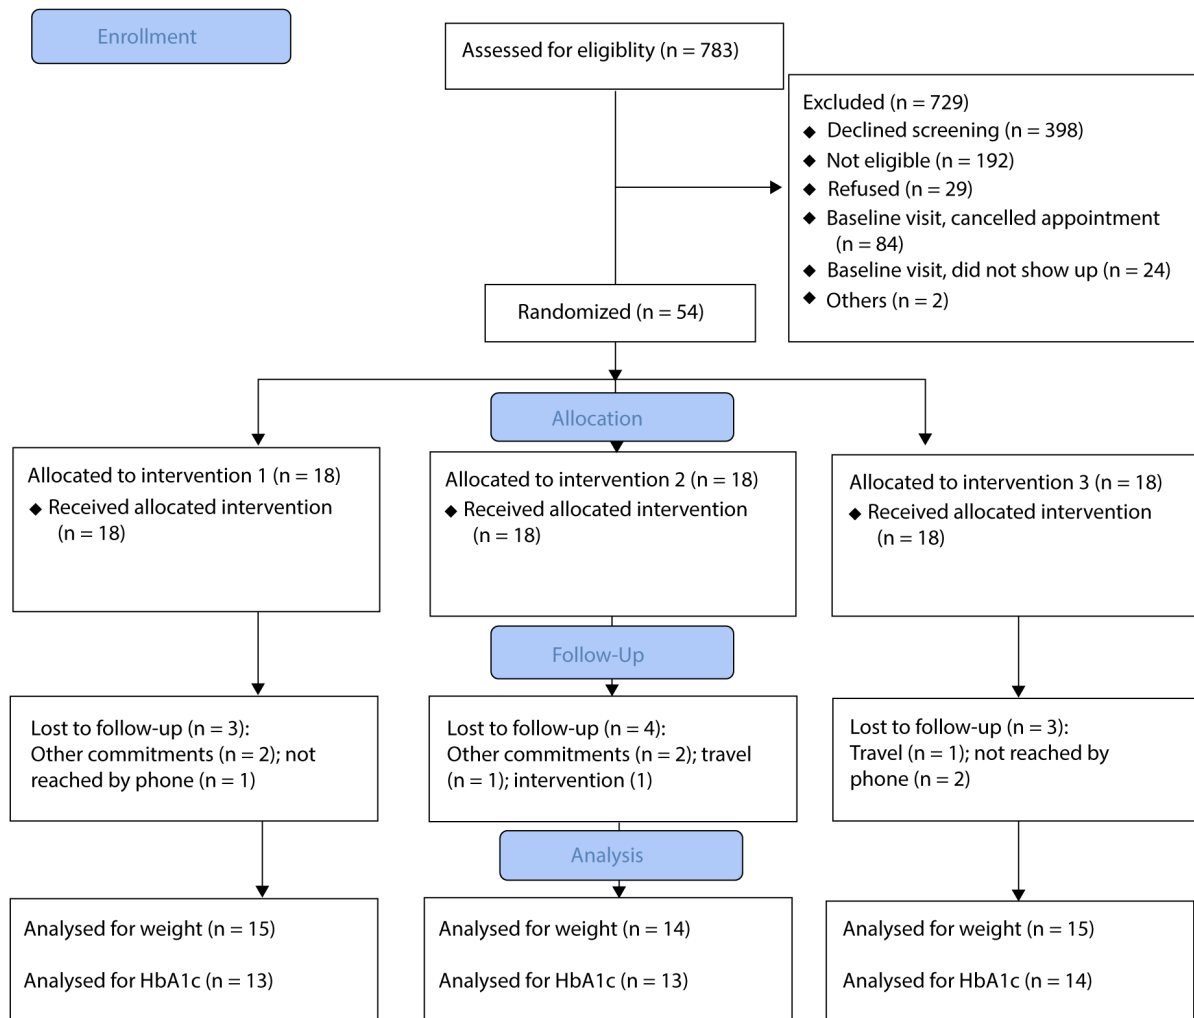 Enrollment
Assessed for eligiblity (n = 783)
Excluded (n = 729)
◆ Declined screening (n = 398)
◆ Not eligible (n = 192)
◆ Refused (n = 29)
◆ Baseline visit, cancelled appointment
(n = 84)
◆ Baseline visit, did not show up (n = 24)
◆ Others (n = 2)
Randomized (n = 54)
Allocation
Allocated to intervention 1 (n = 18)
◆ Received allocated intervention
(n = 18)
Allocated to intervention 2 (n = 18)
◆ Received allocated intervention
(n = 18)
Allocated to intervention 3 (n = 18)
◆ Received allocated intervention
(n = 18)
Follow-Up
Lost to follow-up (n = 3):
Other commitments (n = 2); not
reached by phone (n = 1)
Lost to follow-up (n = 4):
Other commitments (n = 2); travel
(n = 1); intervention (1)
Lost to follow-up (n = 3):
Travel (n = 1); not reached by
phone (n = 2)
Analysis
Analysed for weight (n = 15)
Analysed for HbA1c (n = 13)
Analysed for weight (n = 14)
Analysed for HbA1c (n = 13)
Analysed for weight (n = 15)
Analysed for HbA1c (n = 14)